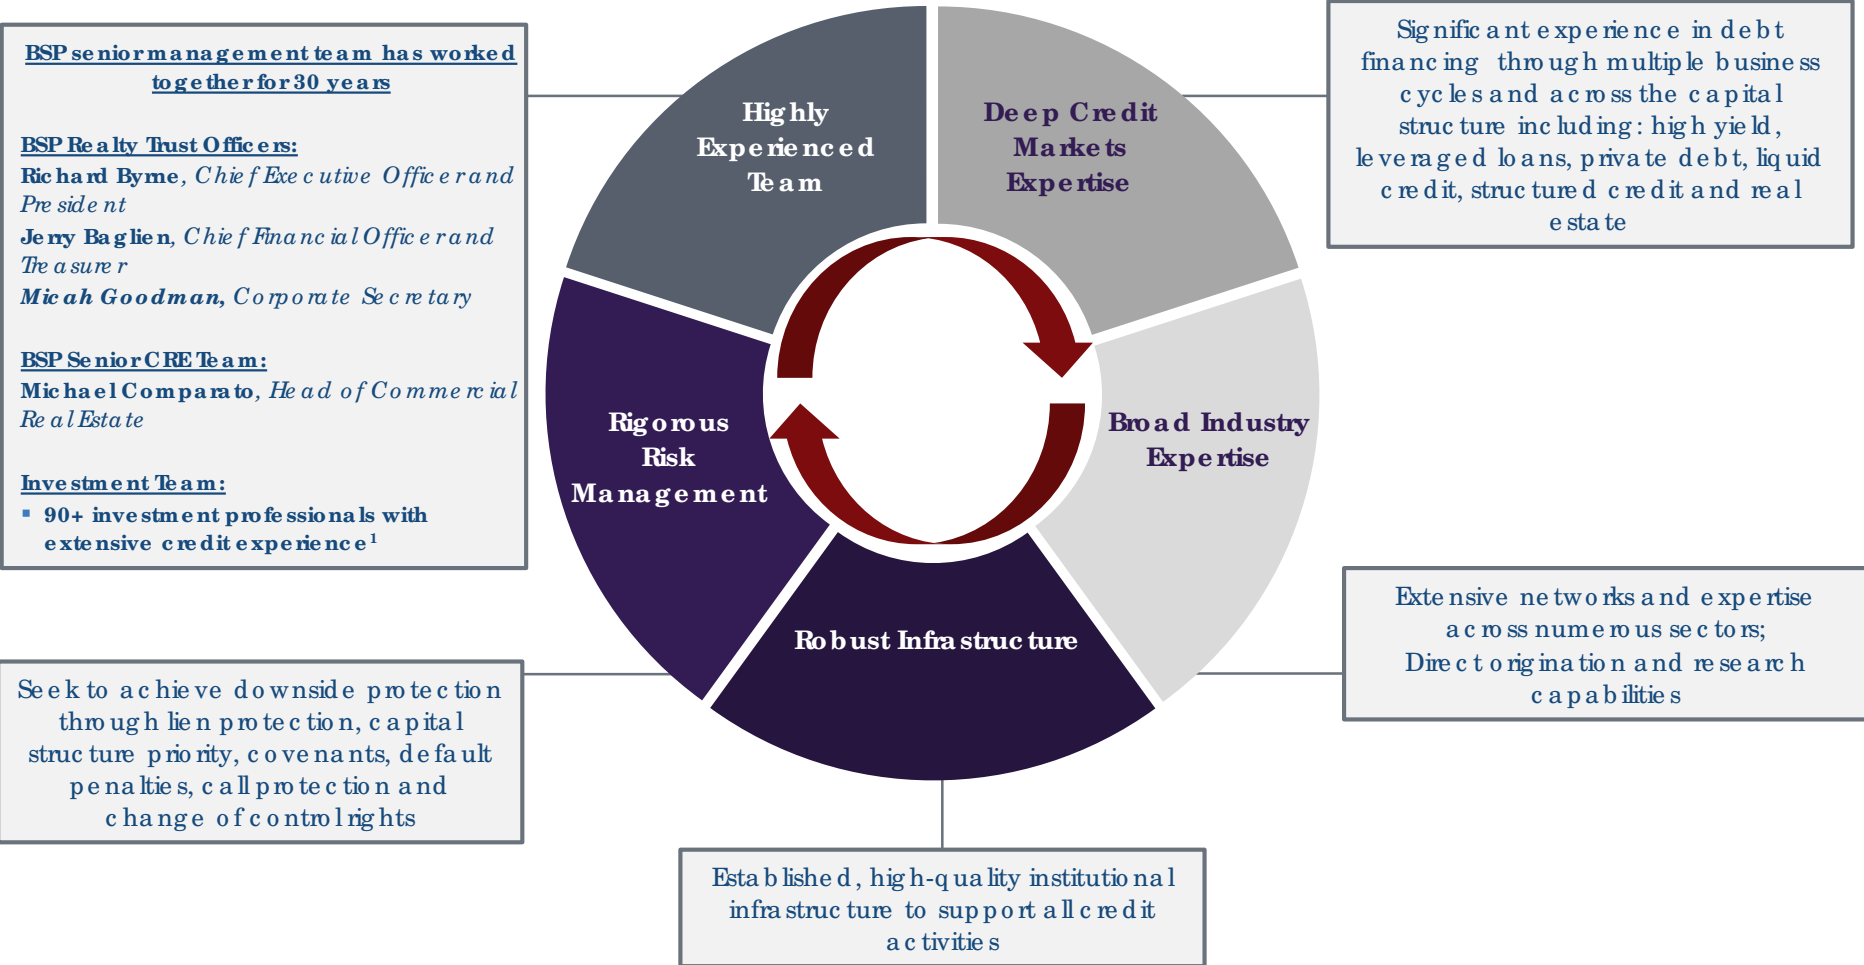 BSP senior management team has worked
together for 30 years
BSP Realty Trust Officers:
Richard Byrne, Chief Executive Officer and
President
Jerry Baglien, Chief Financial Officer and
Treasurer
Micah Goodman, Corporate Secretary
BSP Senior CRE Team:
Michael Comparato, Head of Commercial
Real Estate
Investment Team:
▪ 90+ investment professionals with
extensive credit experience¹
Highly
Experienced
Team
Deep Credit
Markets
Expertise
Significant experience in debt
financing through multiple business
cycles and across the capital
structure including: high yield,
leveraged loans, private debt, liquid
credit, structured credit and real
estate
Rigorous
Risk
Management
Broad Industry
Expertise
Robust Infrastructure
Extensive networks and expertise
across numerous sectors;
Direct origination and research
capabilities
Seek to achieve downside protection
through lien protection, capital
structure priority, covenants, default
penalties, call protection and
change of control rights
Established, high-quality institutional
infrastructure to support all credit
activities